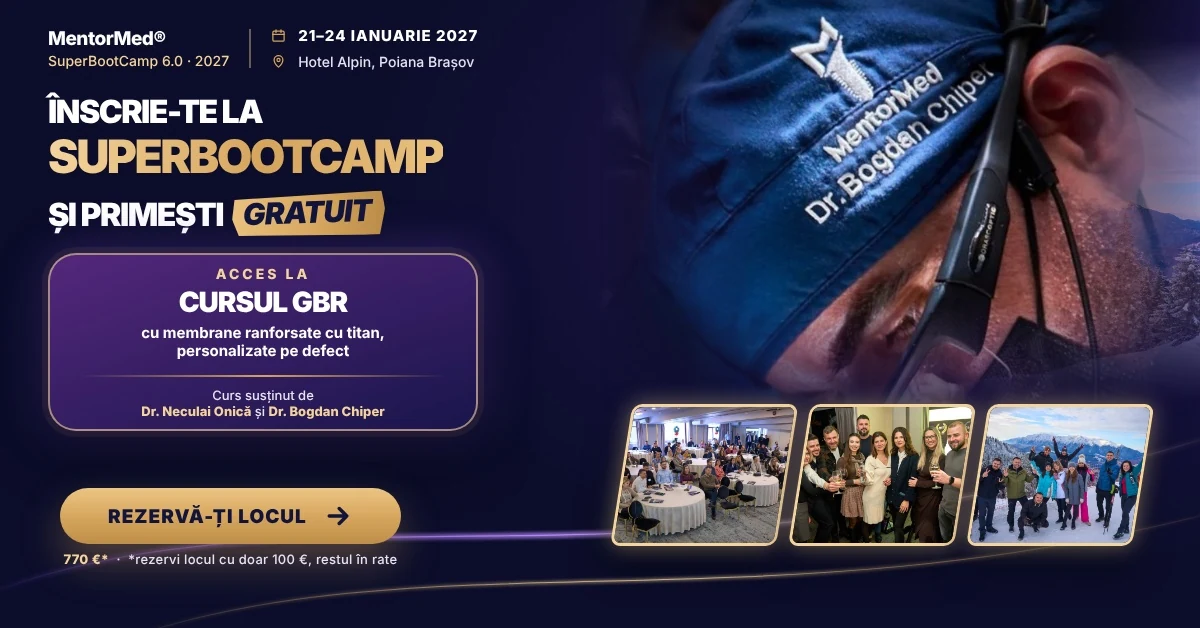 MentorMed®
SuperBootCamp 6.0 · 2027
21–24 IANUARIE 2027
Hotel Alpin, Poiana Brașov
ÎNSCRIE-TE LA
SUPERBOOTCAMP
ȘI PRIMEȘTI GRATUIT
ACCES LA
CURSUL GBR
cu membrane ranforsate cu titan,
personalizate pe defect
Curs susținut de
Dr. Neculai Onică și Dr. Bogdan Chiper
REZERVĂ-ȚI LOCUL →
770 €* · *rezervi locul cu doar 100 €, restul în rate
MentorMed
Dr. Bogdan Chiper